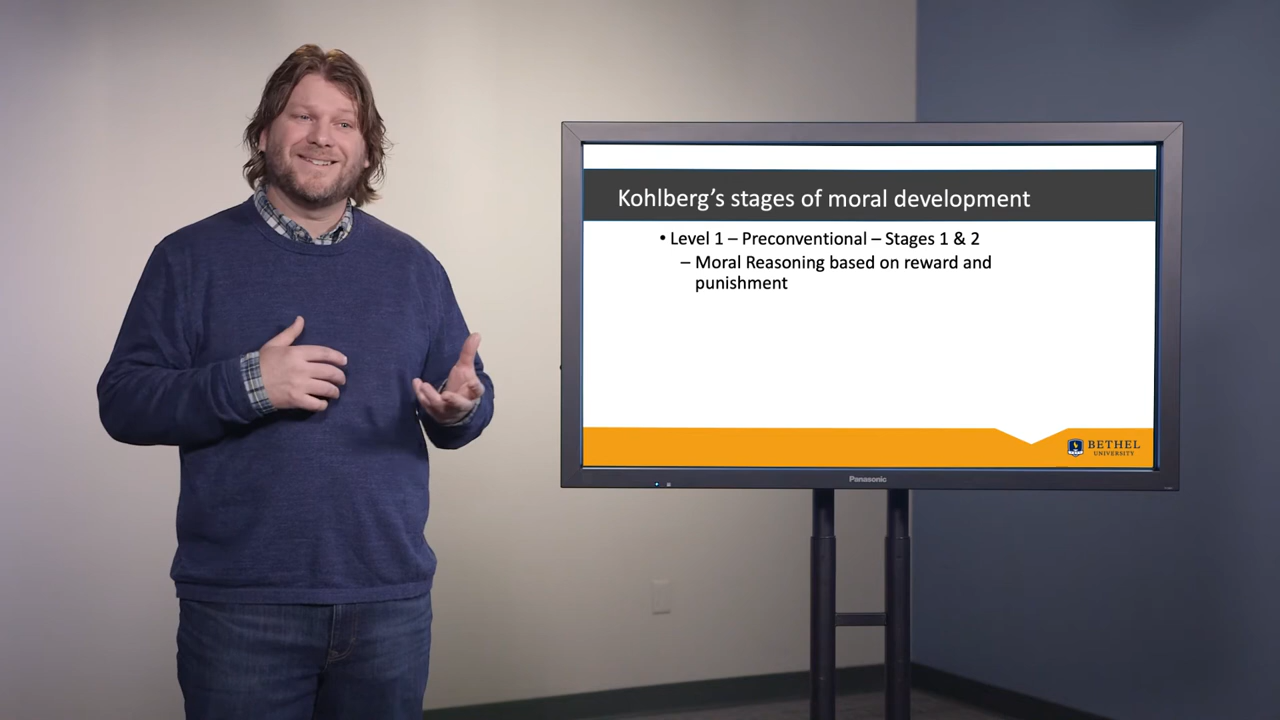 Kohlberg’s stages of moral development
• Level 1 – Preconventional – Stages 1 & 2
– Moral Reasoning based on reward and
punishment
BETHEL
UNIVERSITY
Panasonic